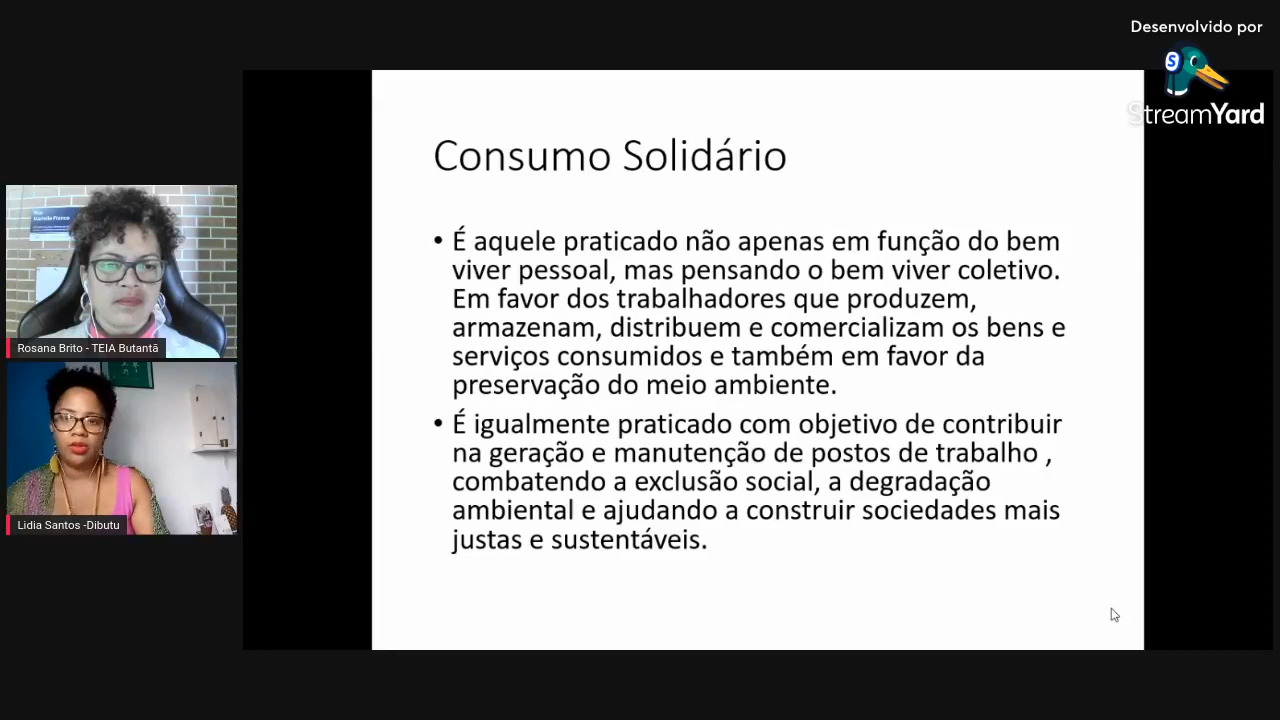 Desenvolvido por
StreamYard
Consumo Solidário
• É aquele praticado não apenas em função do bem
viver pessoal, mas pensando o bem viver coletivo.
Em favor dos trabalhadores que produzem,
armazenam, distribuem e comercializam os bens e
serviços consumidos e também em favor da
preservação do meio ambiente.
• É igualmente praticado com objetivo de contribuir
na geração e manutenção de postos de trabalho ,
combatendo a exclusão social, a degradação
ambiental e ajudando a construir sociedades mais
justas e sustentáveis.
Rua
Marielle Franco
Rosana Brito - TEIA Butantã
Lidia Santos -Dibutu